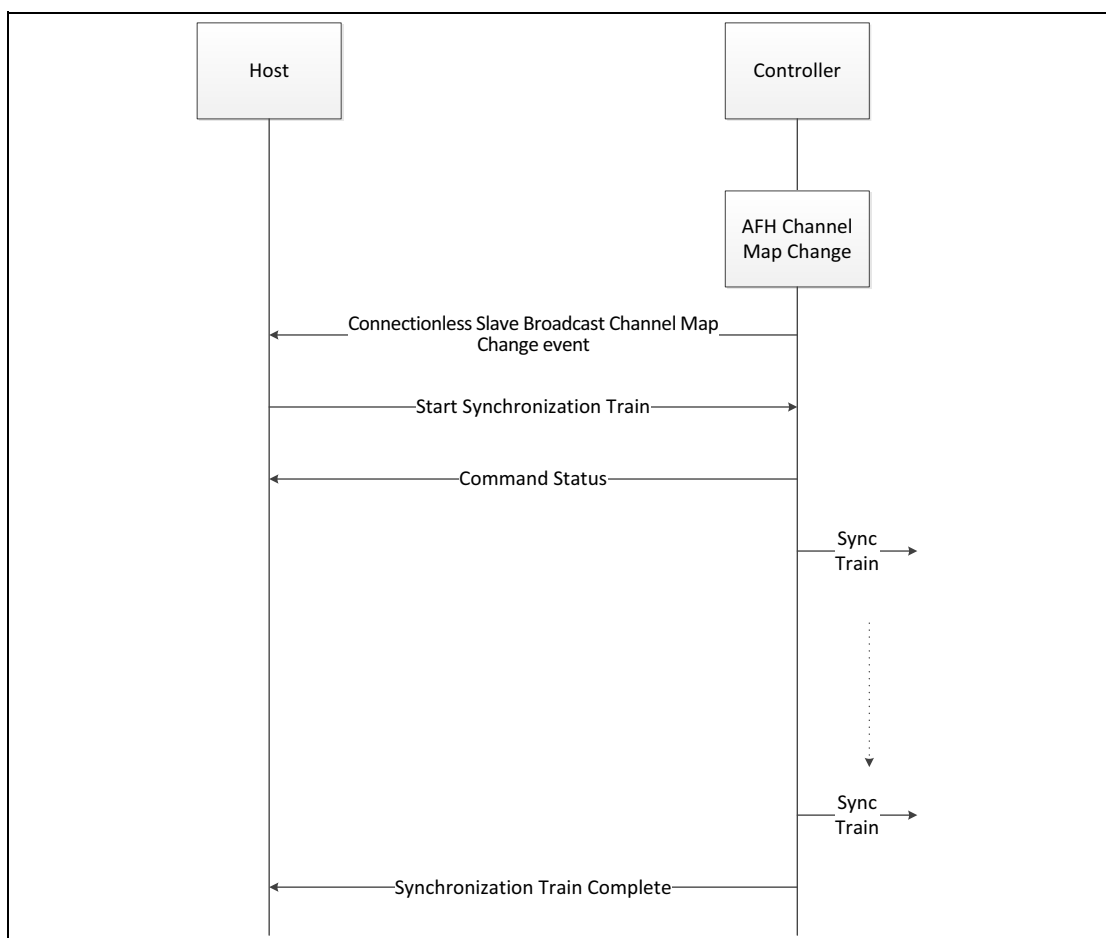 Host
Controller
AFH Channel
Map Change
Connectionless Slave Broadcast Channel Map
Change event
Start Synchronization Train
Command Status
Sync
Train
Sync
Train
Synchronization Train Complete